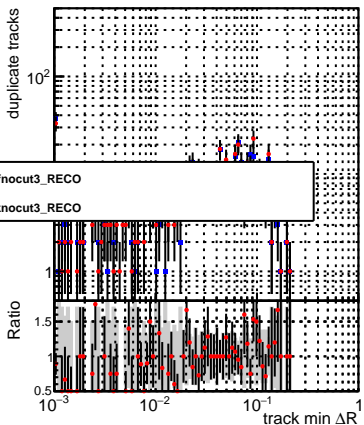 duplicate tracks
10²
nocut3_RECO
nocut3_RECO
1
Ratio
1.5
1
0.5
10⁻³
10⁻²
10⁻¹
1
track min ΔR